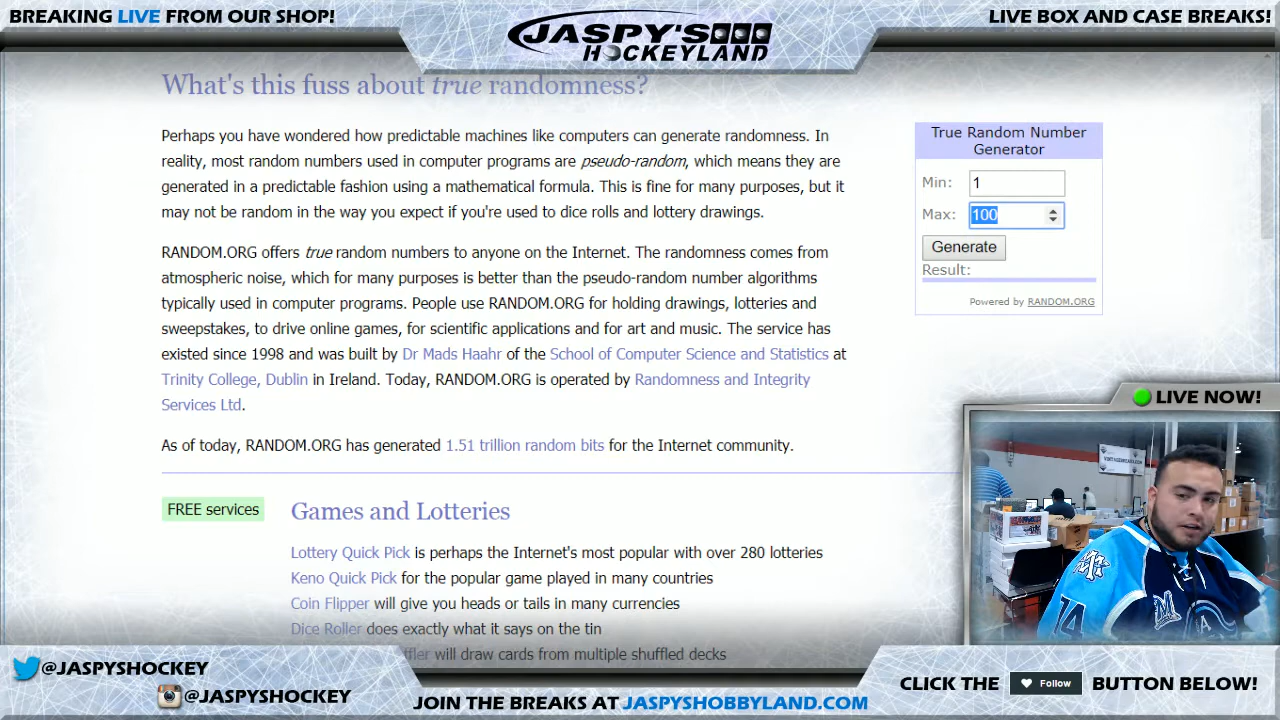 BREAKING LIVE FROM OUR SHOP!
JASPY'S
HOCKEYLAND
LIVE BOX AND CASE BREAKS!
What's this fuss about true randomness?
Perhaps you have wondered how predictable machines like computers can generate randomness. In
reality, most random numbers used in computer programs are pseudo-random, which means they are
generated in a predictable fashion using a mathematical formula. This is fine for many purposes, but it
may not be random in the way you expect if you're used to dice rolls and lottery drawings.
RANDOM.ORG offers true random numbers to anyone on the Internet. The randomness comes from
atmospheric noise, which for many purposes is better than the pseudo-random number algorithms
typically used in computer programs. People use RANDOM.ORG for holding drawings, lotteries and
sweepstakes, to drive online games, for scientific applications and for art and music. The service has
existed since 1998 and was built by Dr Mads Haahr of the School of Computer Science and Statistics at
Trinity College, Dublin in Ireland. Today, RANDOM.ORG is operated by Randomness and Integrity
Services Ltd.
As of today, RANDOM.ORG has generated 1.51 trillion random bits for the Internet community.
True Random Number
Generator
Min: 1
Max: 100
Generate
Result:
Powered by RANDOM.ORG
FREE services
Games and Lotteries
Lottery Quick Pick is perhaps the Internet's most popular with over 280 lotteries
Keno Quick Pick for the popular game played in many countries
Coin Flipper will give you heads or tails in many currencies
Dice Roller does exactly what it says on the tin
will draw cards from multiple shuffled decks
LIVE NOW!
74
@JASPYSHOCKEY
@JASPYSHOCKEY
JOIN THE BREAKS AT JASPYSHOBBYLAND.COM
CLICK THE Follow BUTTON BELOW!